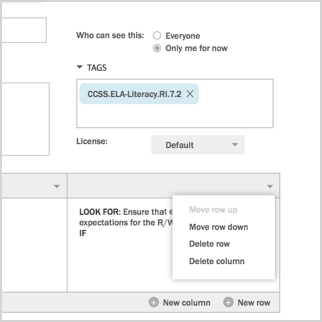 Who can see this:
Everyone
Only me for now
TAGS
CCSS.ELA-Literacy.RI.7.2
License:
Default
LOOK FOR: Ensure that
expectations for the R/W
IF
Move row up
Move row down
Delete row
Delete column
New column
New row